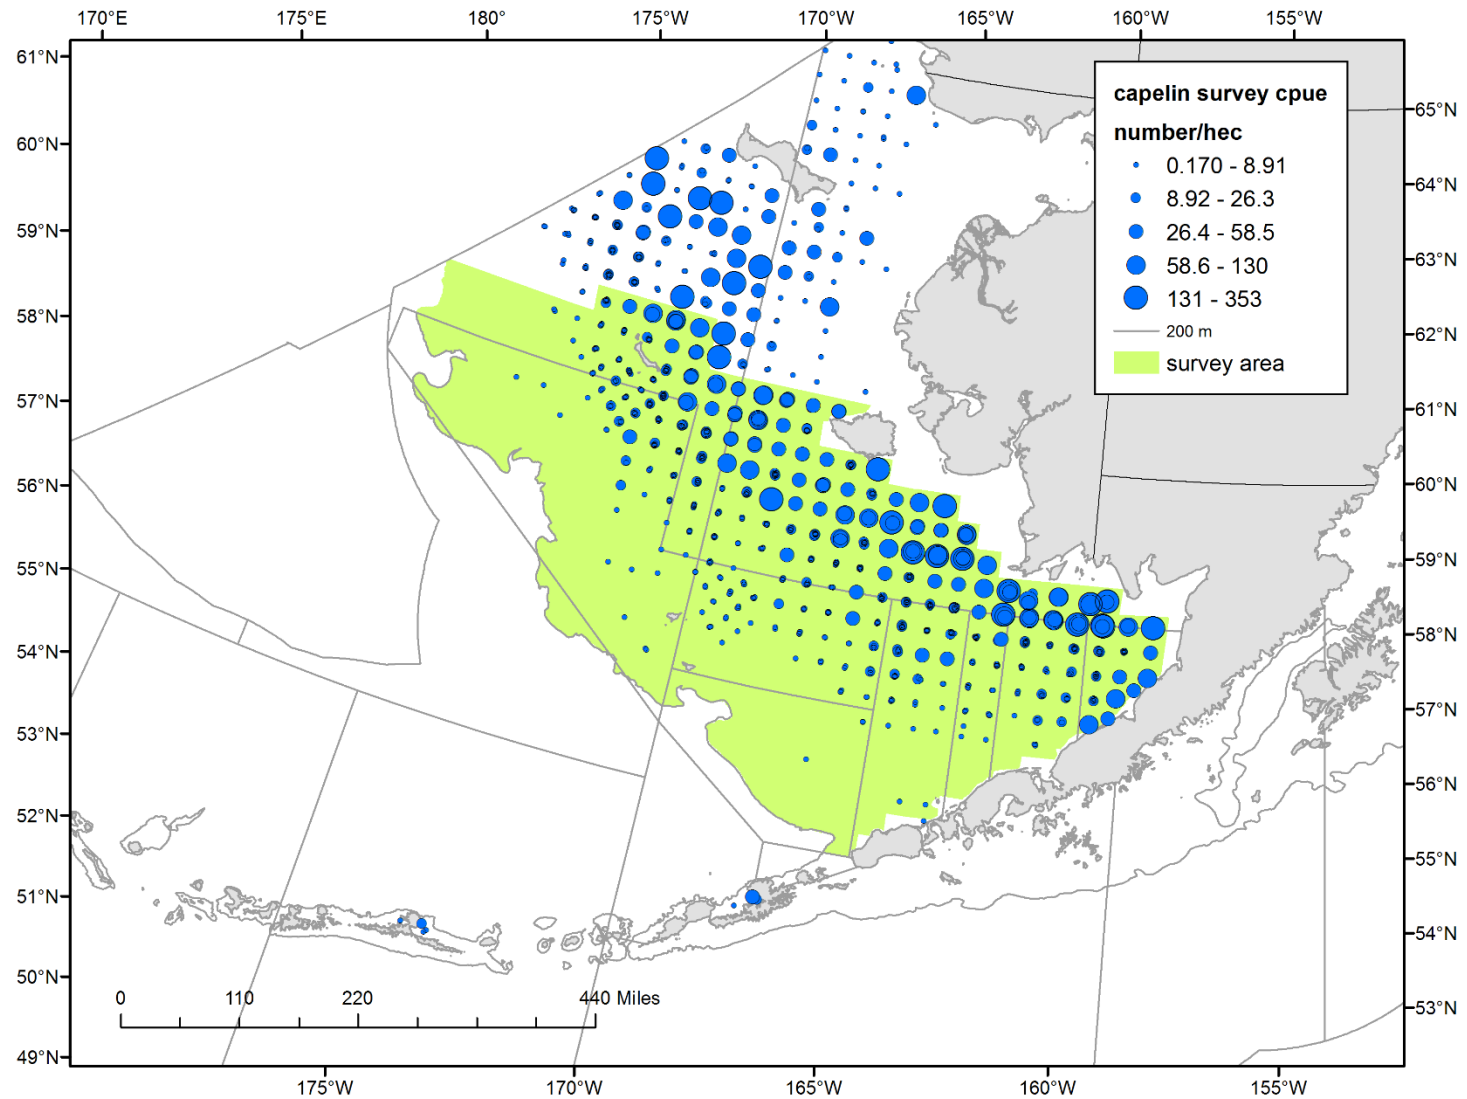 170°E 175°E 180° 175°W 170°W 165°W 160°W 155°W
61°N
60°N
59°N
58°N
57°N
56°N
55°N
54°N
53°N
52°N
51°N
50°N
49°N
capelin survey cpue
number/hec
0.170 - 8.91
8.92 - 26.3
26.4 - 58.5
58.6 - 130
131 - 353
200 m
survey area
65°N
64°N
63°N
62°N
61°N
60°N
59°N
58°N
57°N
56°N
55°N
54°N
53°N
0 110 220 440 Miles
175°W 170°W 165°W 160°W 155°W